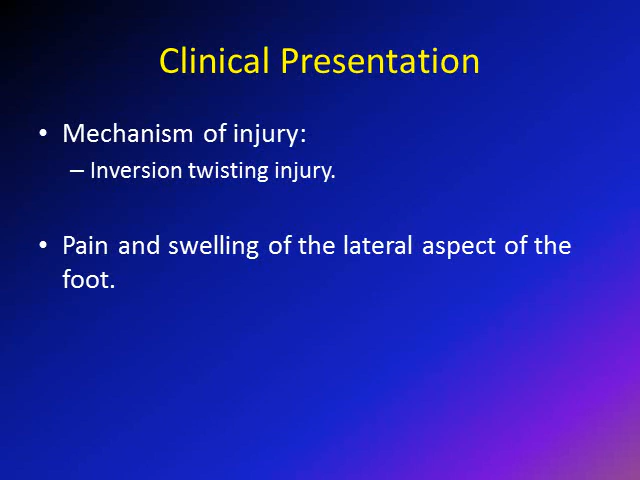 Clinical Presentation
• Mechanism of injury:
– Inversion twisting injury.
• Pain and swelling of the lateral aspect of the
foot.